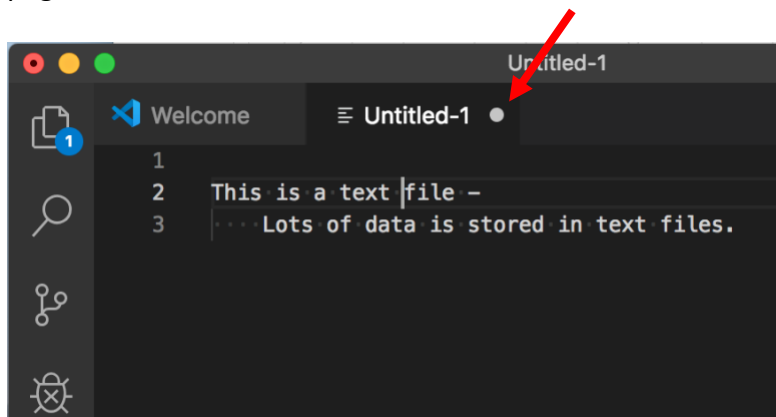 Untitled-1
1
Welcome
Untitled-1
1
2 This is a text file –
3 Lots of data is stored in text files.